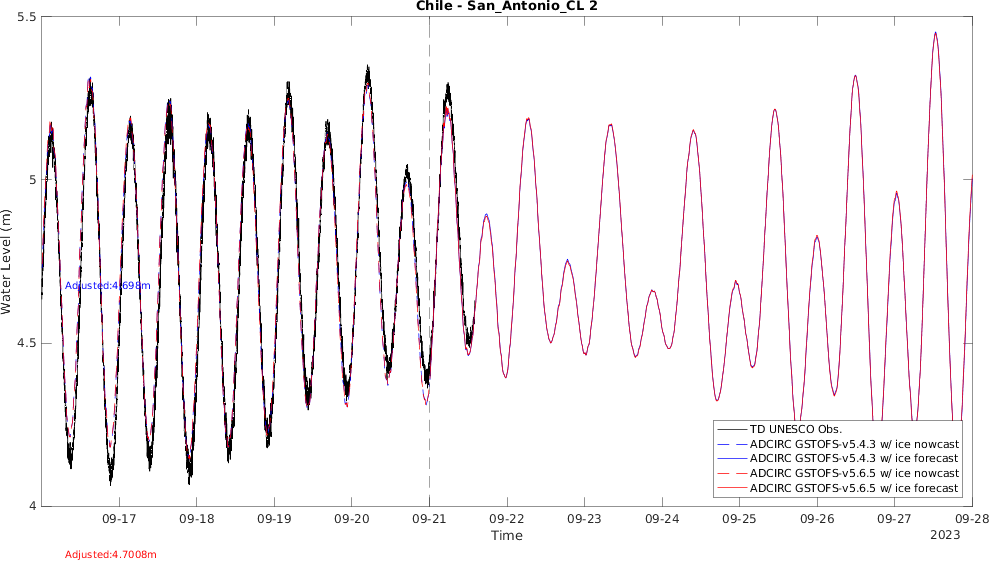 Chile - San_Antonio_CL 2
5.5
5
4.5
4
Water Level (m)
Adjusted:4.698m
TD UNESCO Obs.
ADCIRC GSTOFS-v5.4.3 w/ ice nowcast
ADCIRC GSTOFS-v5.4.3 w/ ice forecast
ADCIRC GSTOFS-v5.6.5 w/ ice nowcast
ADCIRC GSTOFS-v5.6.5 w/ ice forecast
09-17 09-18 09-19 09-20 09-21 09-22 09-23 09-24 09-25 09-26 09-27 09-28
Time
2023
Adjusted:4.7008m